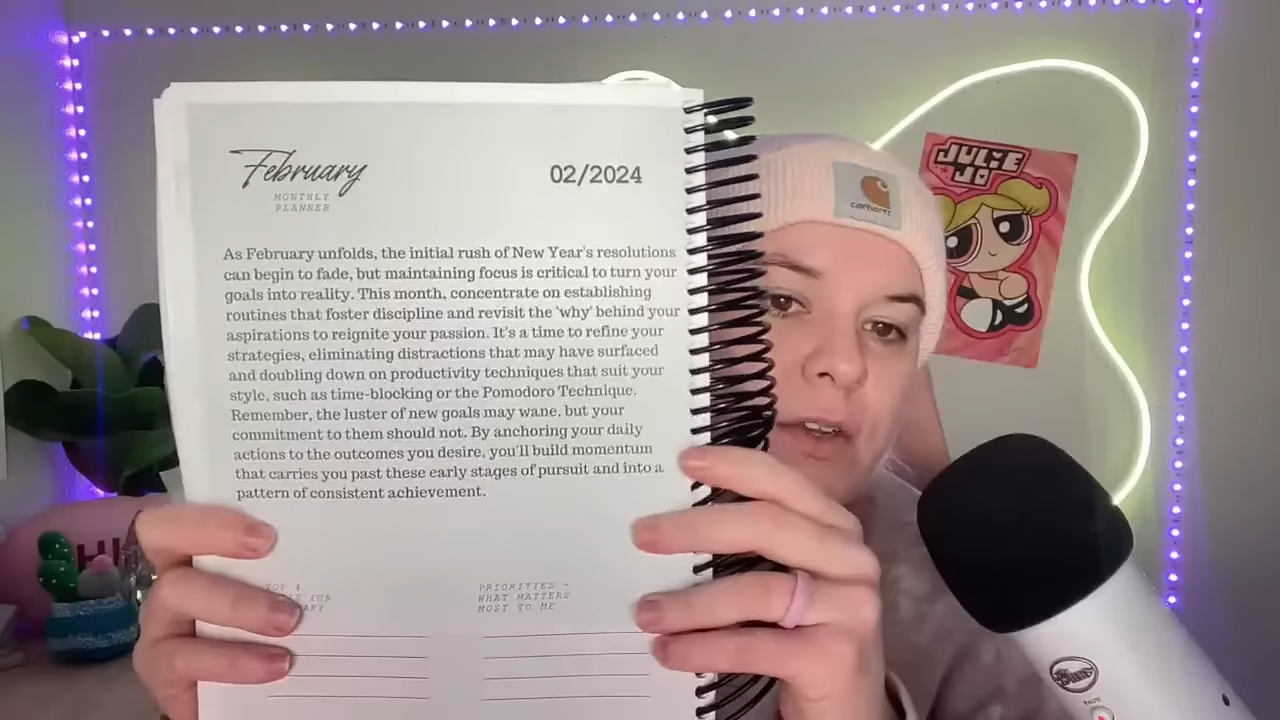 February
MONTHLY
PLANNER
02/2024
As February unfolds, the initial rush of New Year's resolutions
can begin to fade, but maintaining focus is critical to turn your
goals into reality. This month, concentrate on establishing
routines that foster discipline and revisit the 'why' behind your
aspirations to reignite your passion. It's a time to refine your
strategies, eliminating distractions that may have surfaced
and doubling down on productivity techniques that suit your
style, such as time-blocking or the Pomodoro Technique.
Remember, the luster of new goals may wane, but your
commitment to them should not. By anchoring your daily
actions to the outcomes you desire, you'll build momentum
that carries you past these early stages of pursuit and into a
pattern of consistent achievement.
FOR
PRIORITIES -
WHAT MATTERS
MOST TO ME
carhartt
JULIE
JO